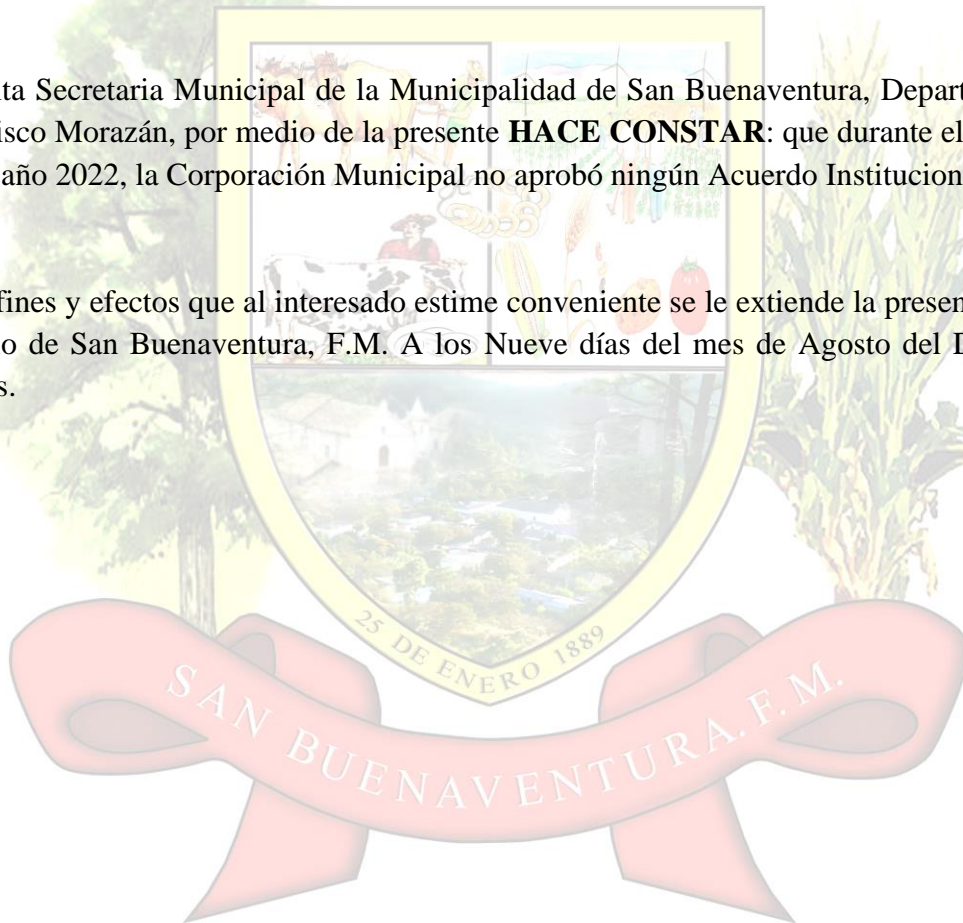 ta Secretaria Municipal de la Municipalidad de San Buenaventura, Depart
isco Morazán, por medio de la presente HACE CONSTAR: que durante el
año 2022, la Corporación Municipal no aprobó ningún Acuerdo Institucion
fines y efectos que al interesado estime conveniente se le extiende la presen
o de San Buenaventura, F.M. A los Nueve días del mes de Agosto del D
s.
25 DE ENERO 1889
SAN BUENAVENTURA. F. M.